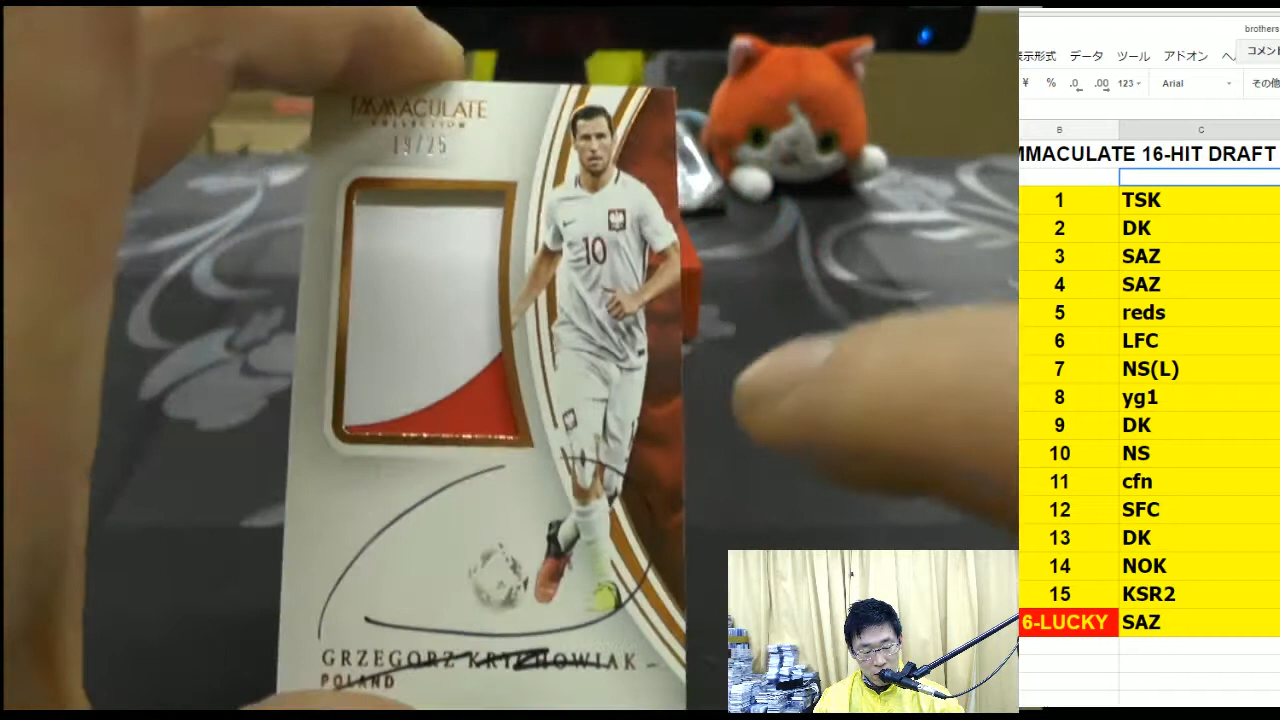 IMMACULATE
COLLECTION
19/25
10
GRZEGORZ KRYCHOWIAK
POLAND
brothers
表示形式 データ ツール アドオン ヘ
コメント
¥ % .0 .00 123 Arial その他
B C
MMACULATE 16-HIT DRAFT
1 TSK
2 DK
3 SAZ
4 SAZ
5 reds
6 LFC
7 NS(L)
8 yg1
9 DK
10 NS
11 cfn
12 SFC
13 DK
14 NOK
15 KSR2
6-LUCKY SAZ